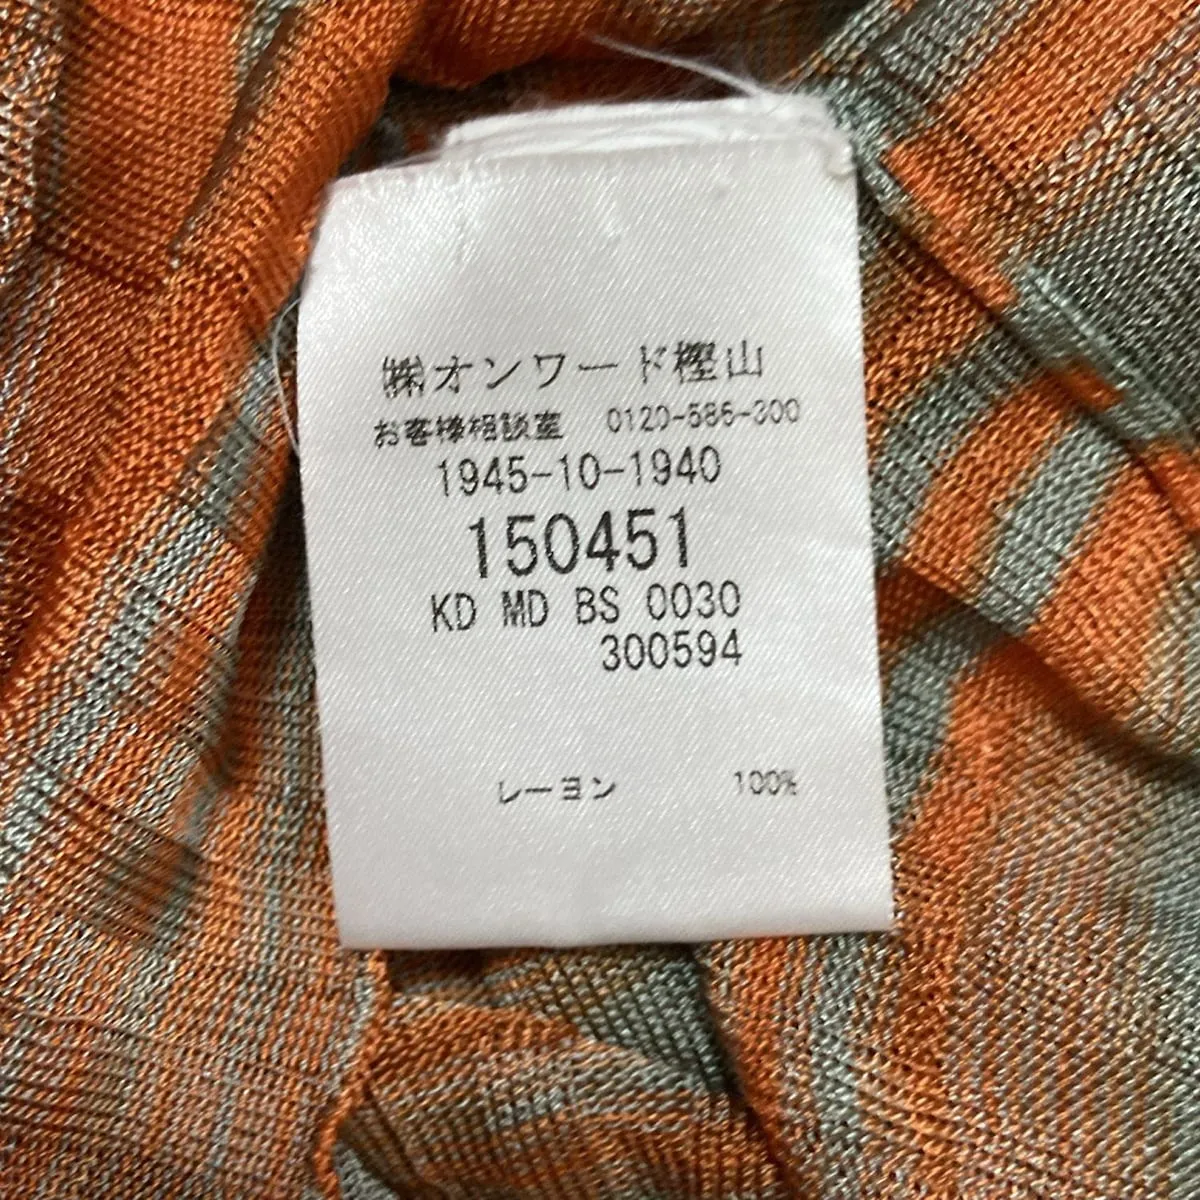 ㈱オンワード樫山
お客様相談室 0120-586-300
1945-10-1940
150451
KD MD BS 0030
300594
レーヨン 100%